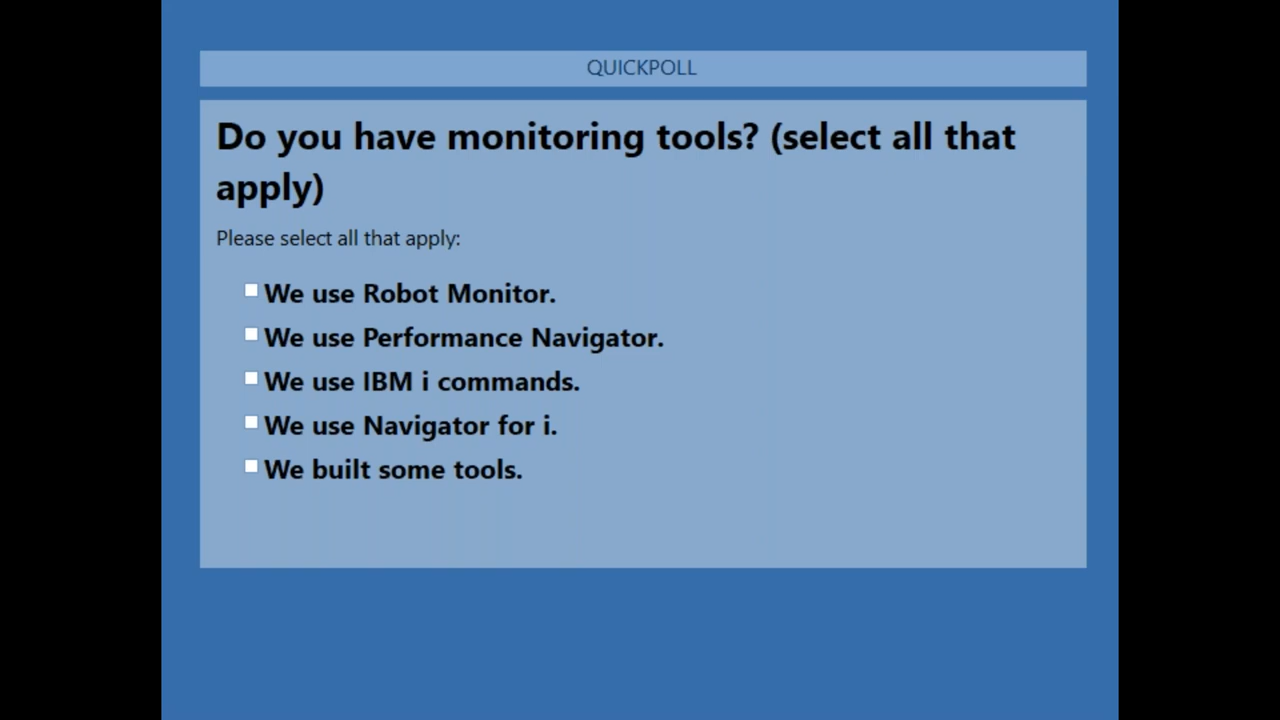 QUICKPOLL
Do you have monitoring tools? (select all that
apply)
Please select all that apply:
We use Robot Monitor.
We use Performance Navigator.
We use IBM i commands.
We use Navigator for i.
We built some tools.